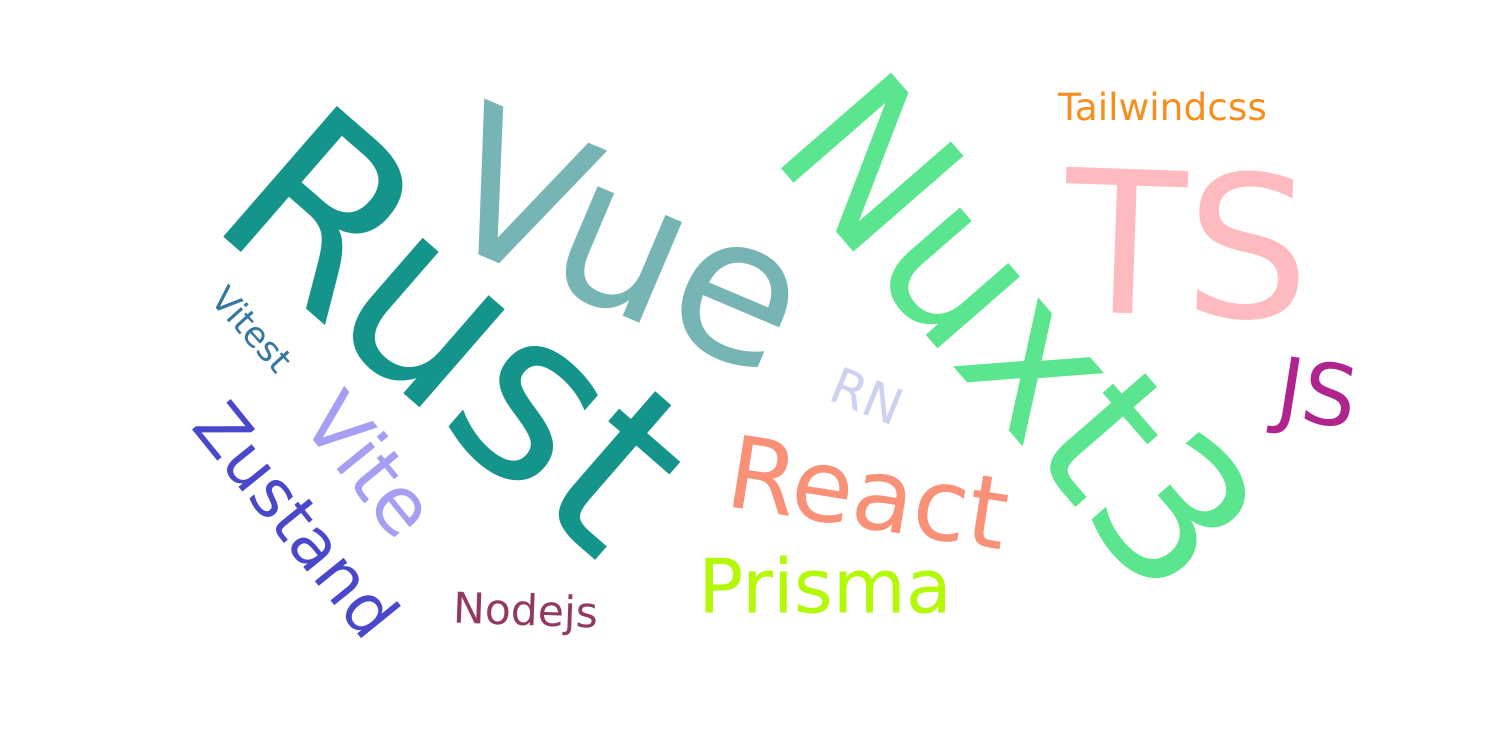 Tailwindcss
Rust
Vue
Nuxt3
TS
Vitest
RN
JS
Zustand
Vite
React
Prisma
Nodejs